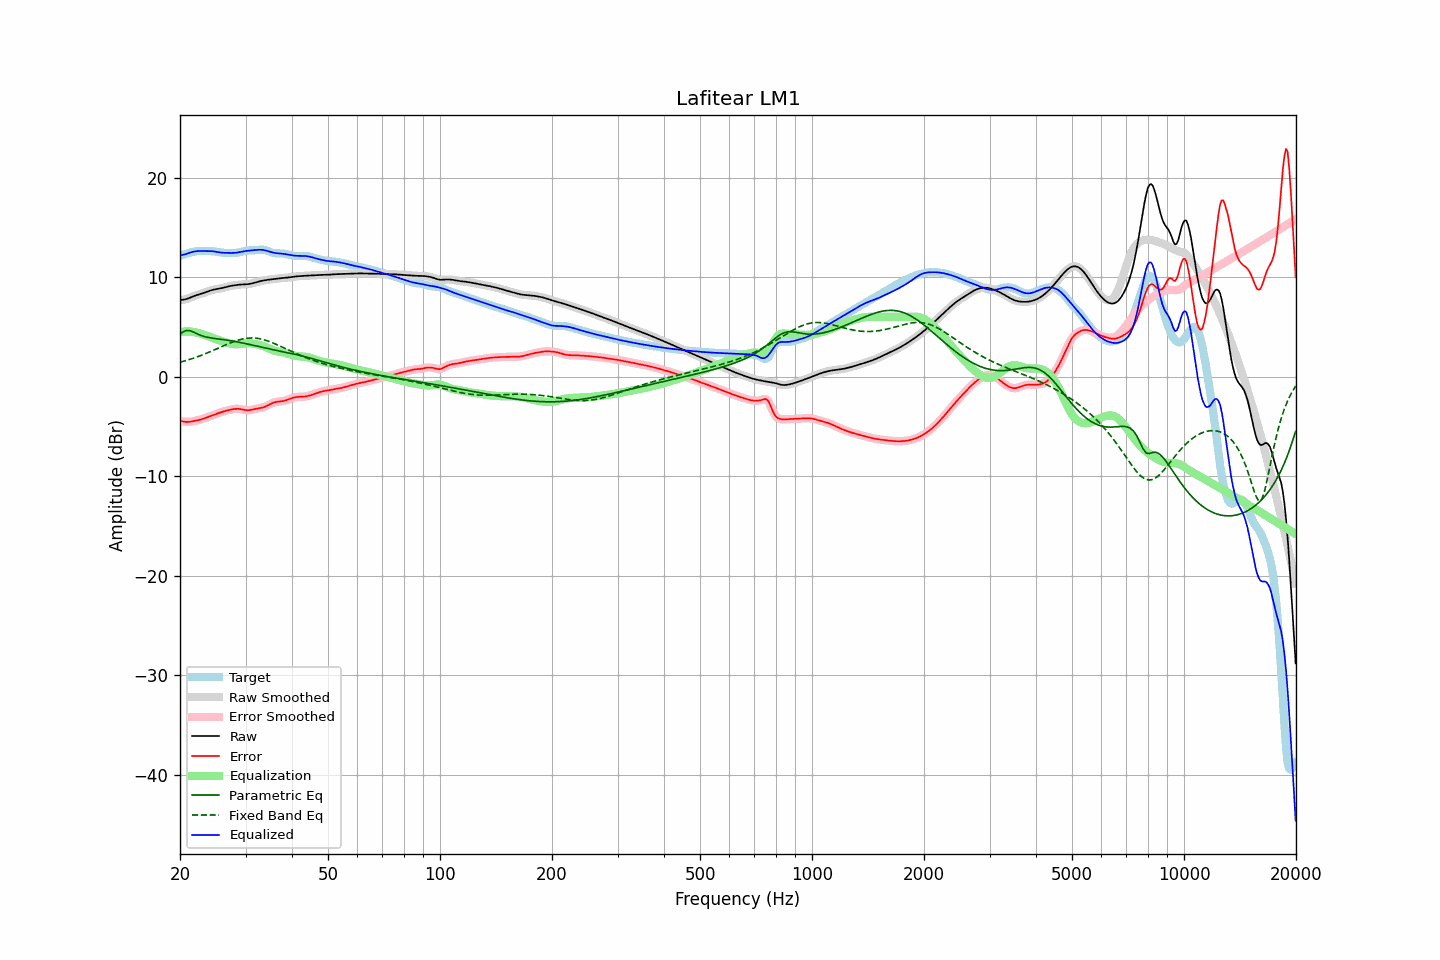 Lafitear LM1
Amplitude (dBr)
20
10
0
−10
−20
−30
−40
Target
Raw Smoothed
Error Smoothed
Raw
Error
Equalization
Parametric Eq
Fixed Band Eq
Equalized
20 50 100 200 500 1000 2000 5000 10000 20000
Frequency (Hz)